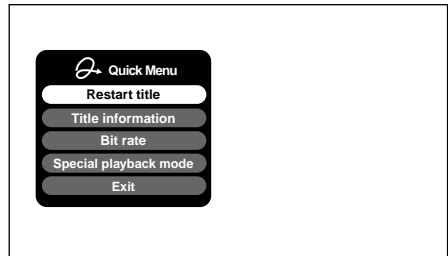 Quick Menu
Restart title
Title information
Bit rate
Special playback mode
Exit